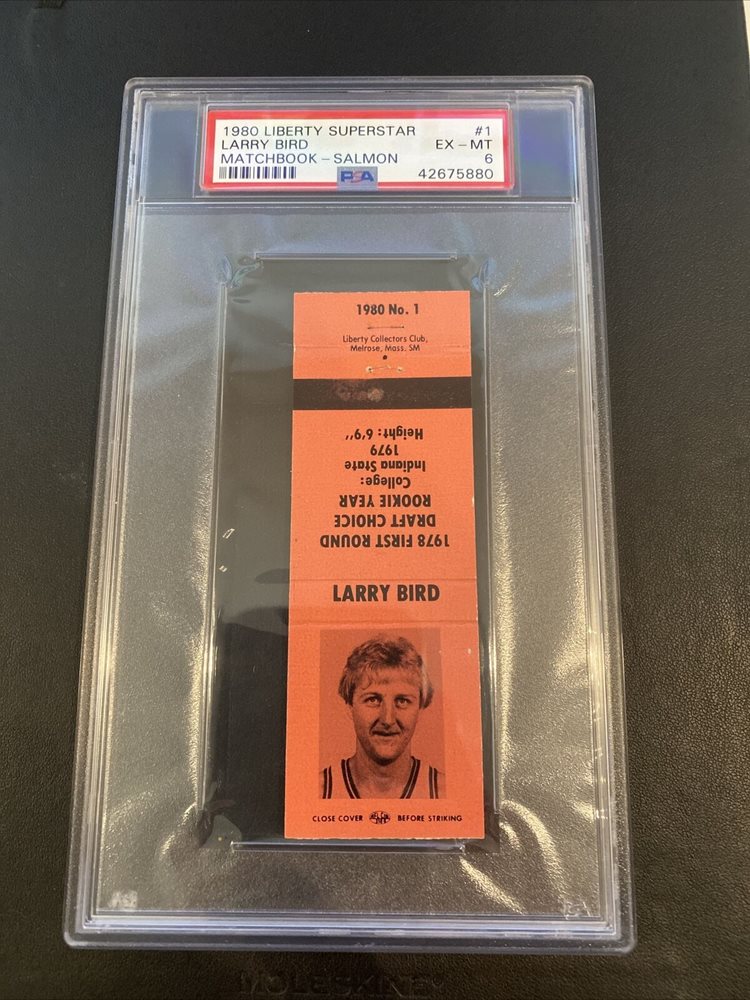 1980 LIBERTY SUPERSTAR #1
LARRY BIRD EX - MT
MATCHBOOK - SALMON 6
PSA 42675880
1980 No. 1
Liberty Collectors Club,
Melrose, Mass. SM
1978 FIRST ROUND
DRAFT CHOICE
ROOKIE YEAR
College:
Indiana State
1979
Height: 6'9''
LARRY BIRD
CLOSE COVER BEFORE STRIKING
MOLESKINE